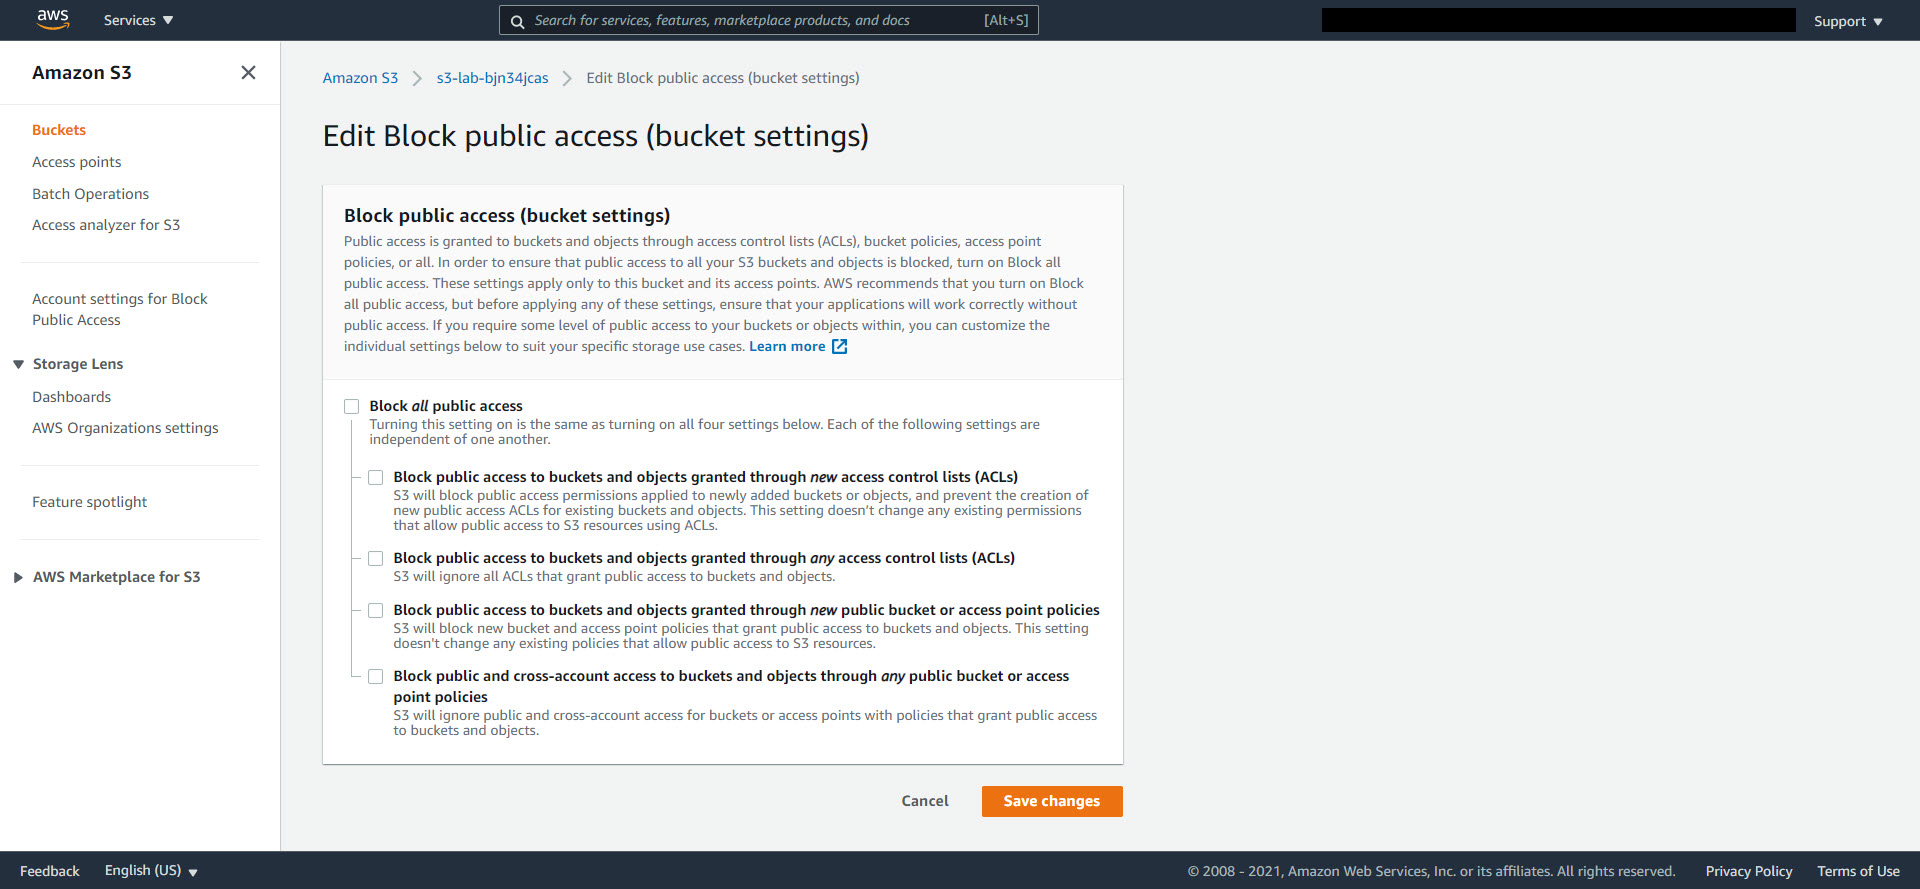 aws
Services
Search for services, features, marketplace products, and docs [Alt+S]
Support
Amazon S3
Buckets
Access points
Batch Operations
Access analyzer for S3
Account settings for Block
Public Access
Storage Lens
Dashboards
AWS Organizations settings
Feature spotlight
AWS Marketplace for S3
Amazon S3 > s3-lab-bjn34jcas > Edit Block public access (bucket settings)
Edit Block public access (bucket settings)
Block public access (bucket settings)
Public access is granted to buckets and objects through access control lists (ACLs), bucket policies, access point
policies, or all. In order to ensure that public access to all your S3 buckets and objects is blocked, turn on Block all
public access. These settings apply only to this bucket and its access points. AWS recommends that you turn on Block
all public access, but before applying any of these settings, ensure that your applications will work correctly without
public access. If you require some level of public access to your buckets or objects within, you can customize the
individual settings below to suit your specific storage use cases. Learn more
Block all public access
Turning this setting on is the same as turning on all four settings below. Each of the following settings are
independent of one another.
Block public access to buckets and objects granted through new access control lists (ACLs)
S3 will block public access permissions applied to newly added buckets or objects, and prevent the creation of
new public access ACLs for existing buckets and objects. This setting doesn't change any existing permissions
that allow public access to S3 resources using ACLs.
Block public access to buckets and objects granted through any access control lists (ACLs)
S3 will ignore all ACLs that grant public access to buckets and objects.
Block public access to buckets and objects granted through new public bucket or access point policies
S3 will block new bucket and access point policies that grant public access to buckets and objects. This setting
doesn't change any existing policies that allow public access to S3 resources.
Block public and cross-account access to buckets and objects through any public bucket or access
point policies
S3 will ignore public and cross-account access for buckets or access points with policies that grant public access
to buckets and objects.
Cancel
Save changes
Feedback
English (US)
© 2008 - 2021, Amazon Web Services, Inc. or its affiliates. All rights reserved.
Privacy Policy
Terms of Use